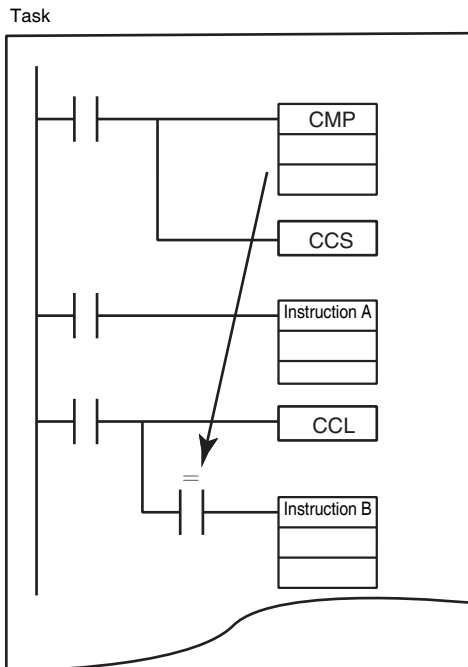 Task
CMP
CCS
Instruction A
CCL
=
Instruction B